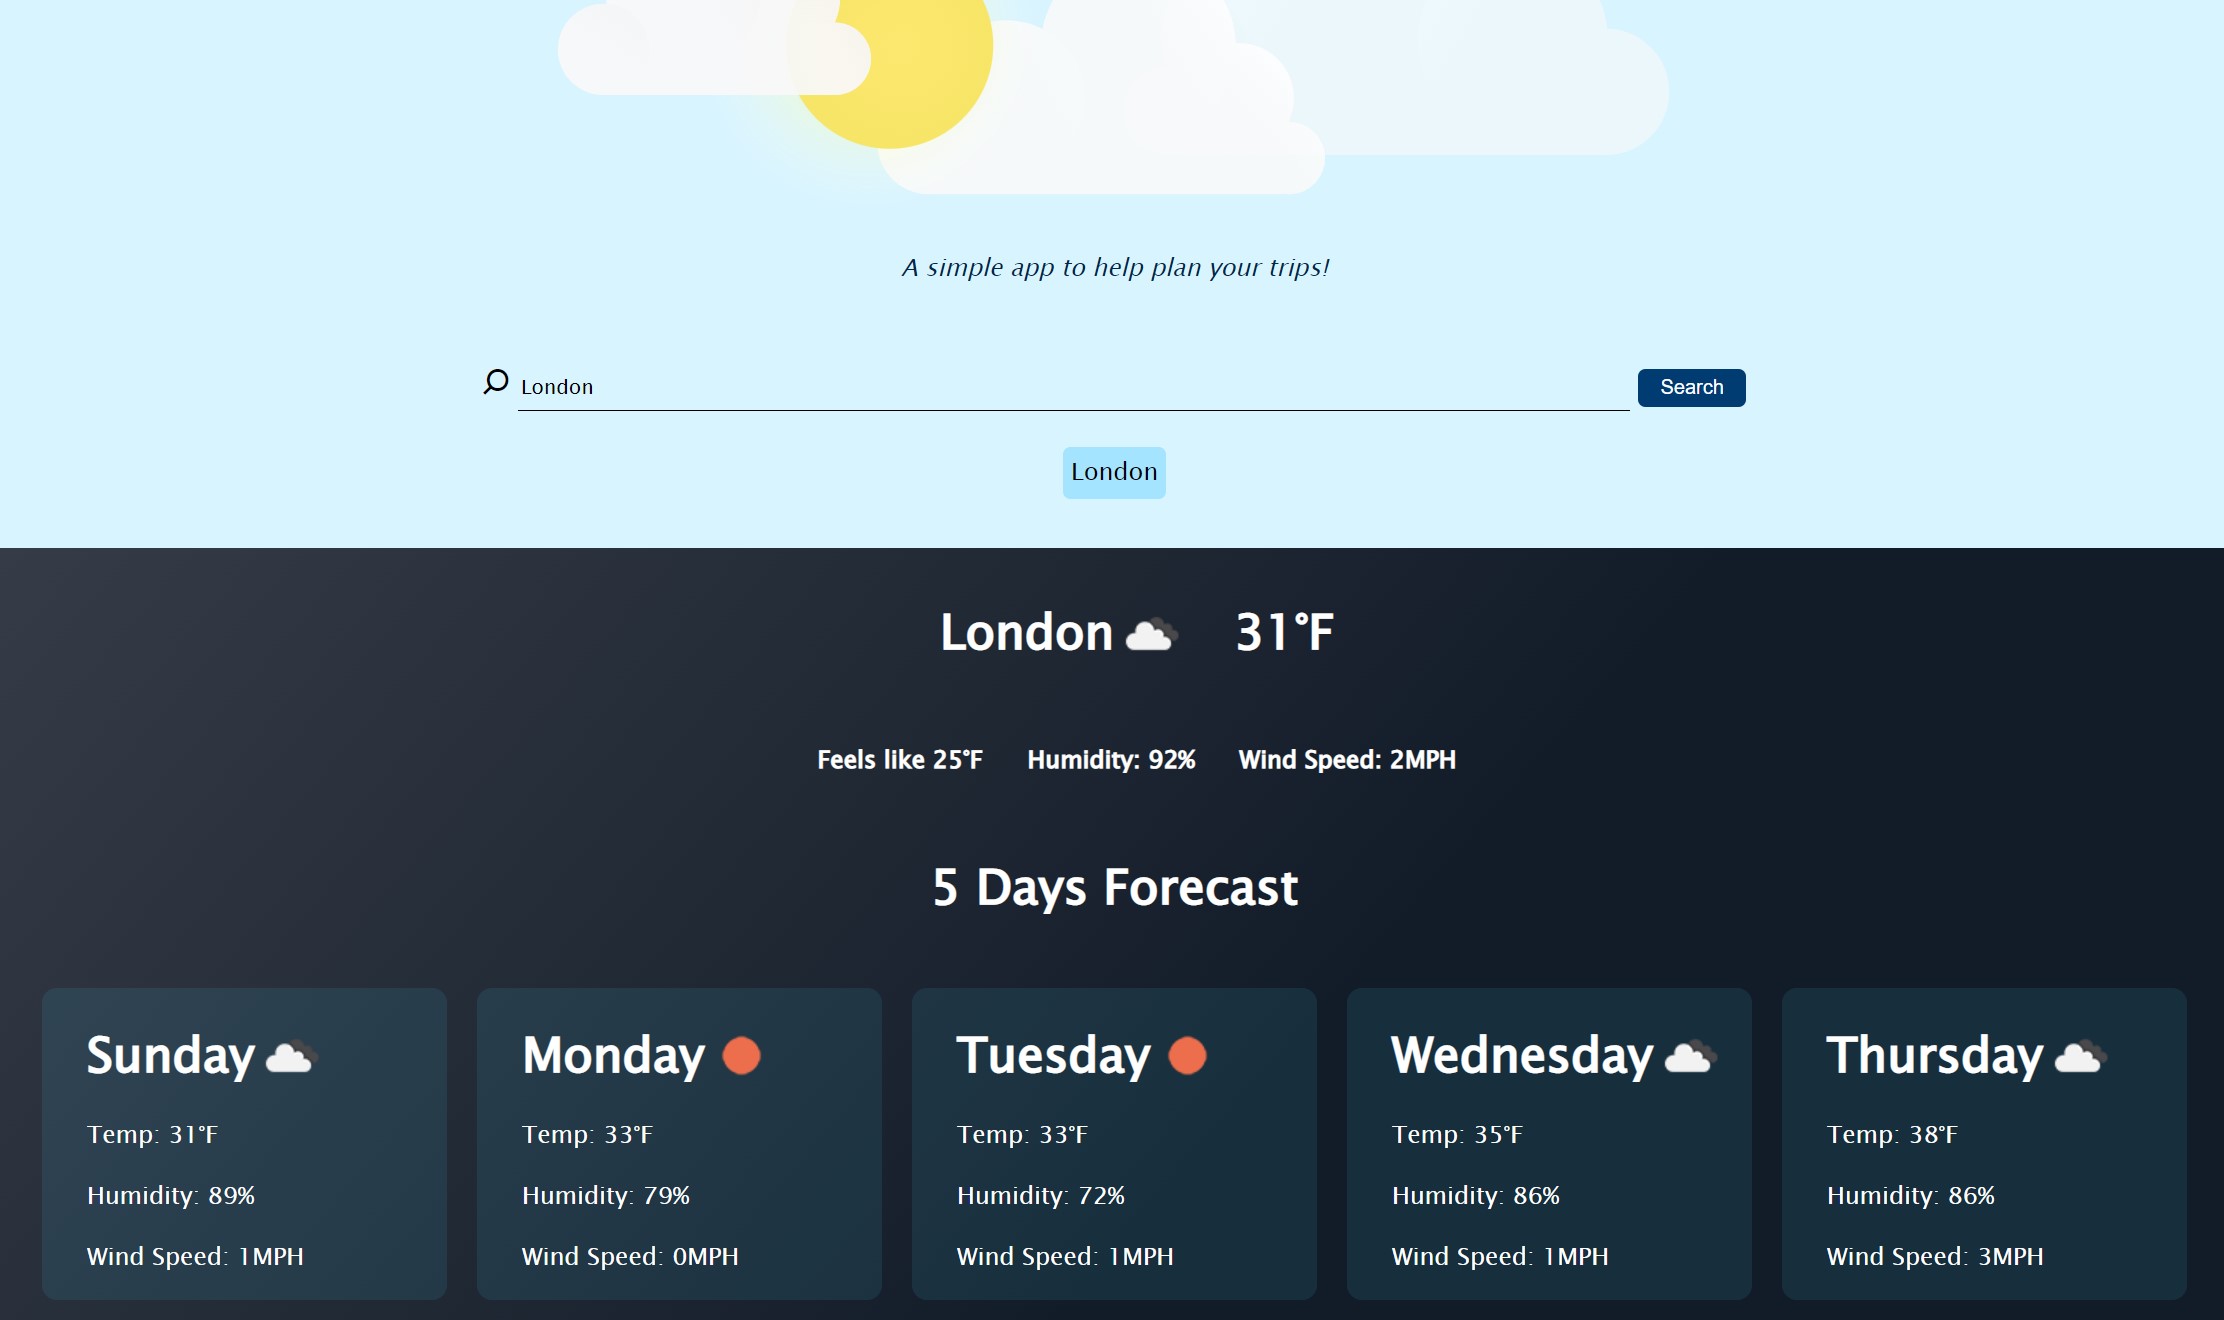 A simple app to help plan your trips!
London
Search
London
London 31°F
Feels like 25°F Humidity: 92% Wind Speed: 2MPH
5 Days Forecast
Sunday
Temp: 31°F
Humidity: 89%
Wind Speed: 1MPH
Monday
Temp: 33°F
Humidity: 79%
Wind Speed: 0MPH
Tuesday
Temp: 33°F
Humidity: 72%
Wind Speed: 1MPH
Wednesday
Temp: 35°F
Humidity: 86%
Wind Speed: 1MPH
Thursday
Temp: 38°F
Humidity: 86%
Wind Speed: 3MPH